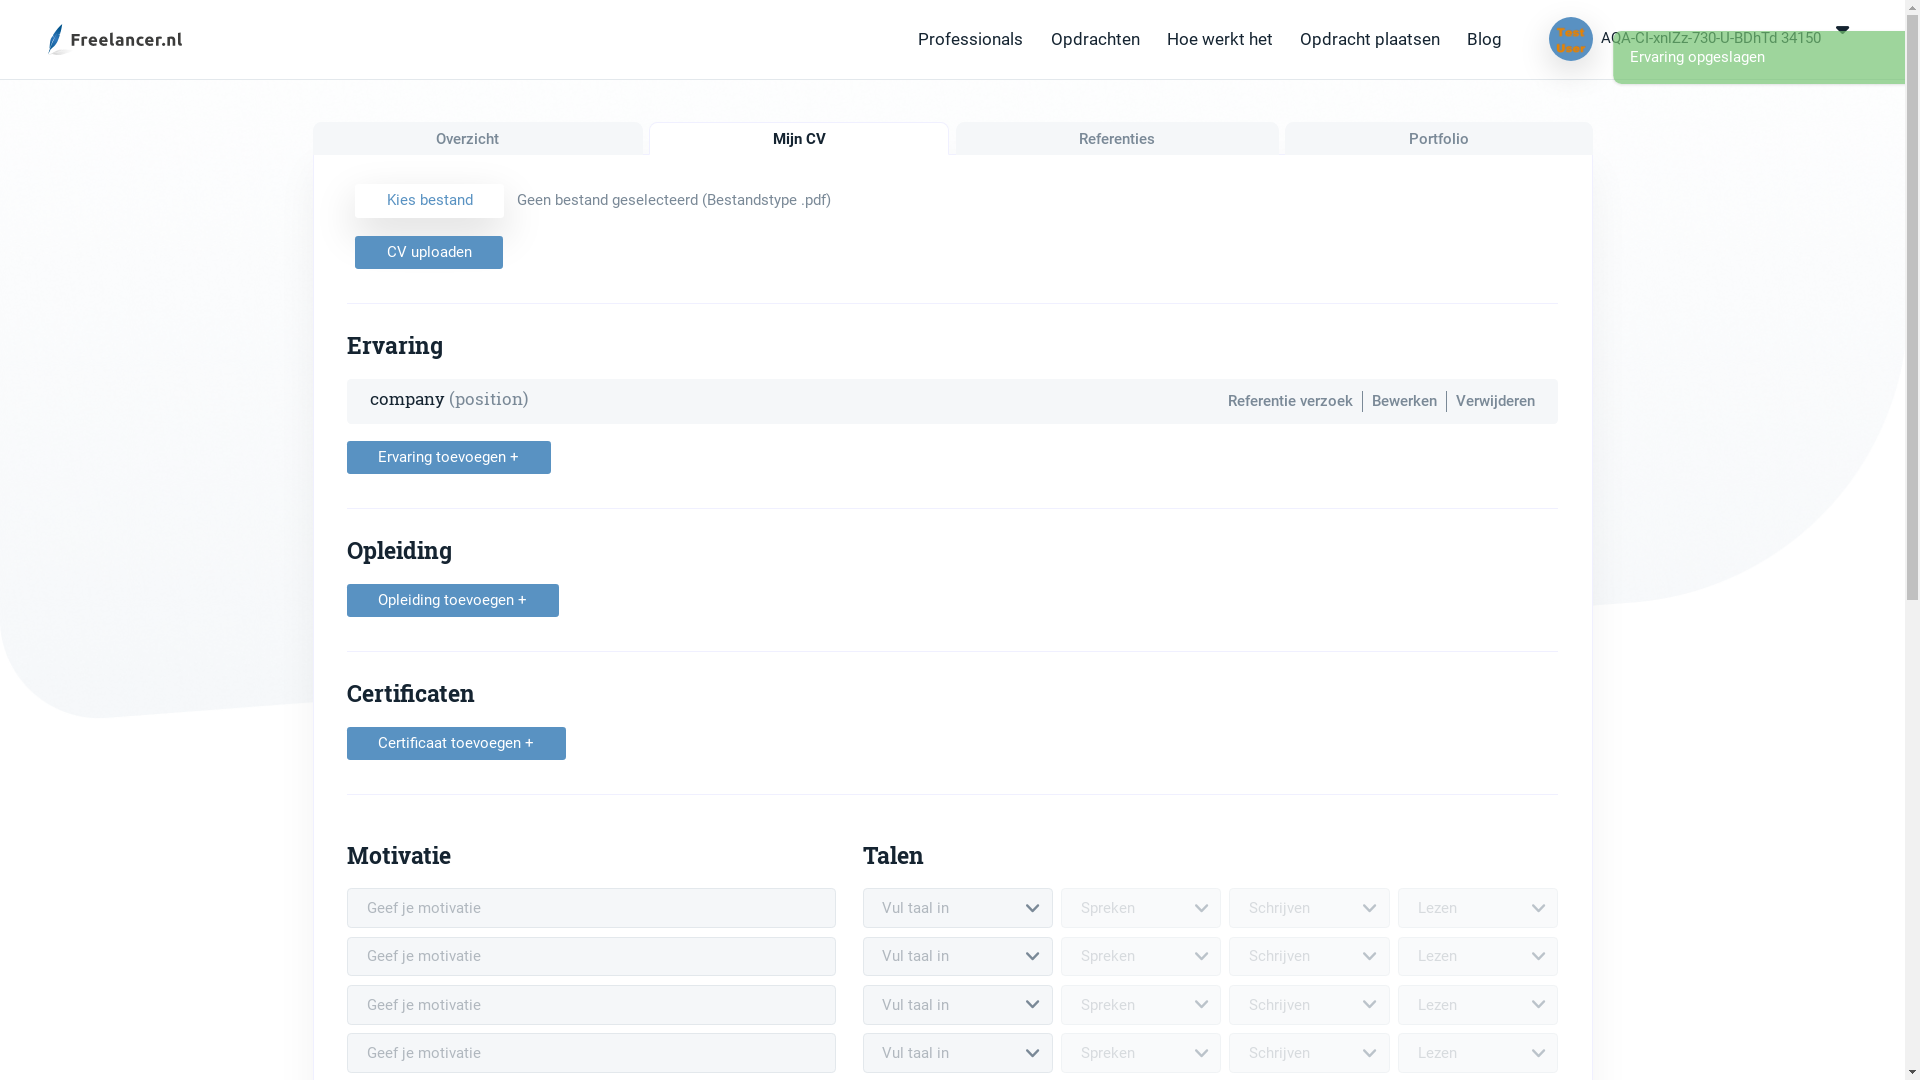 Freelancer.nl
Professionals
Opdrachten
Hoe werkt het
Opdracht plaatsen
Blog
Test
User
AQA-CI-xnlZz-730-U-BDhTd 34150
Ervaring opgeslagen
Overzicht
Mijn CV
Referenties
Portfolio
Kies bestand
Geen bestand geselecteerd (Bestandstype .pdf)
CV uploaden
Ervaring
company (position)
Referentie verzoek
Bewerken
Verwijderen
Ervaring toevoegen +
Opleiding
Opleiding toevoegen +
Certificaten
Certificaat toevoegen +
Motivatie
Talen
Geef je motivatie
Vul taal in
Spreken
Schrijven
Lezen
Geef je motivatie
Vul taal in
Spreken
Schrijven
Lezen
Geef je motivatie
Vul taal in
Spreken
Schrijven
Lezen
Geef je motivatie
Vul taal in
Spreken
Schrijven
Lezen